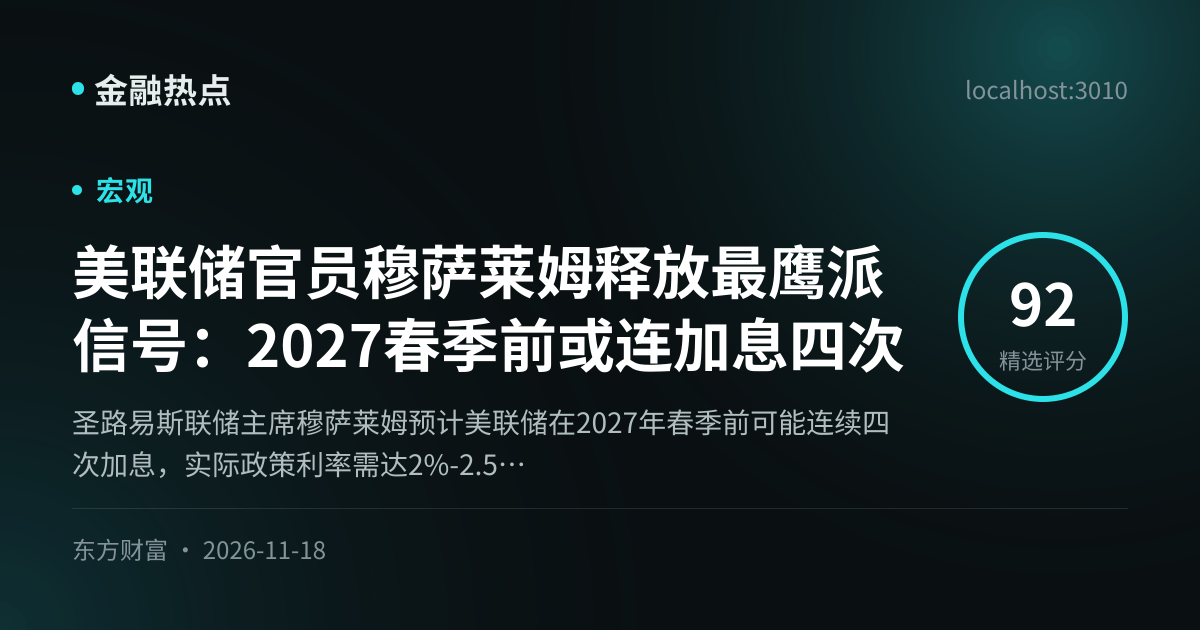 金融热点
localhost:3010
宏观
美联储官员穆萨莱姆释放最鹰派
信号：2027春季前或连加息四次
92
精选评分
圣路易斯联储主席穆萨莱姆预计美联储在2027年春季前可能连续四
次加息，实际政策利率需达2%-2.5…
东方财富 · 2026-11-18